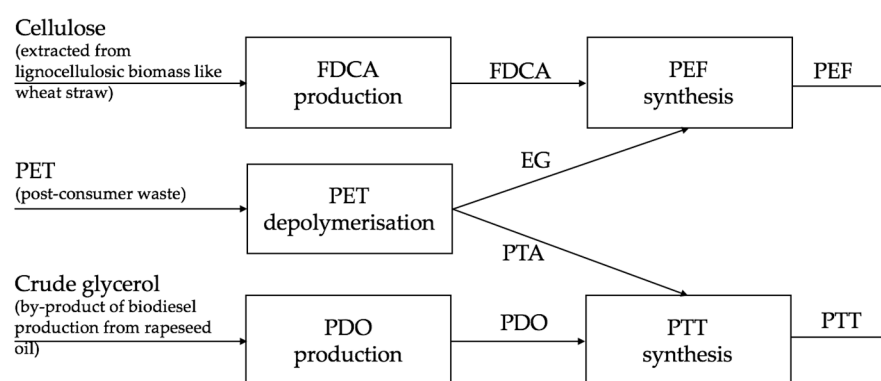 Cellulose
(extracted from
lignocellulosic biomass like
wheat straw)
FDCA
production
FDCA
PEF
synthesis
PEF
PET
(post-consumer waste)
PET
depolymerisation
EG
PTA
Crude glycerol
(by-product of biodiesel
production from rapeseed
oil)
PDO
production
PDO
PTT
synthesis
PTT